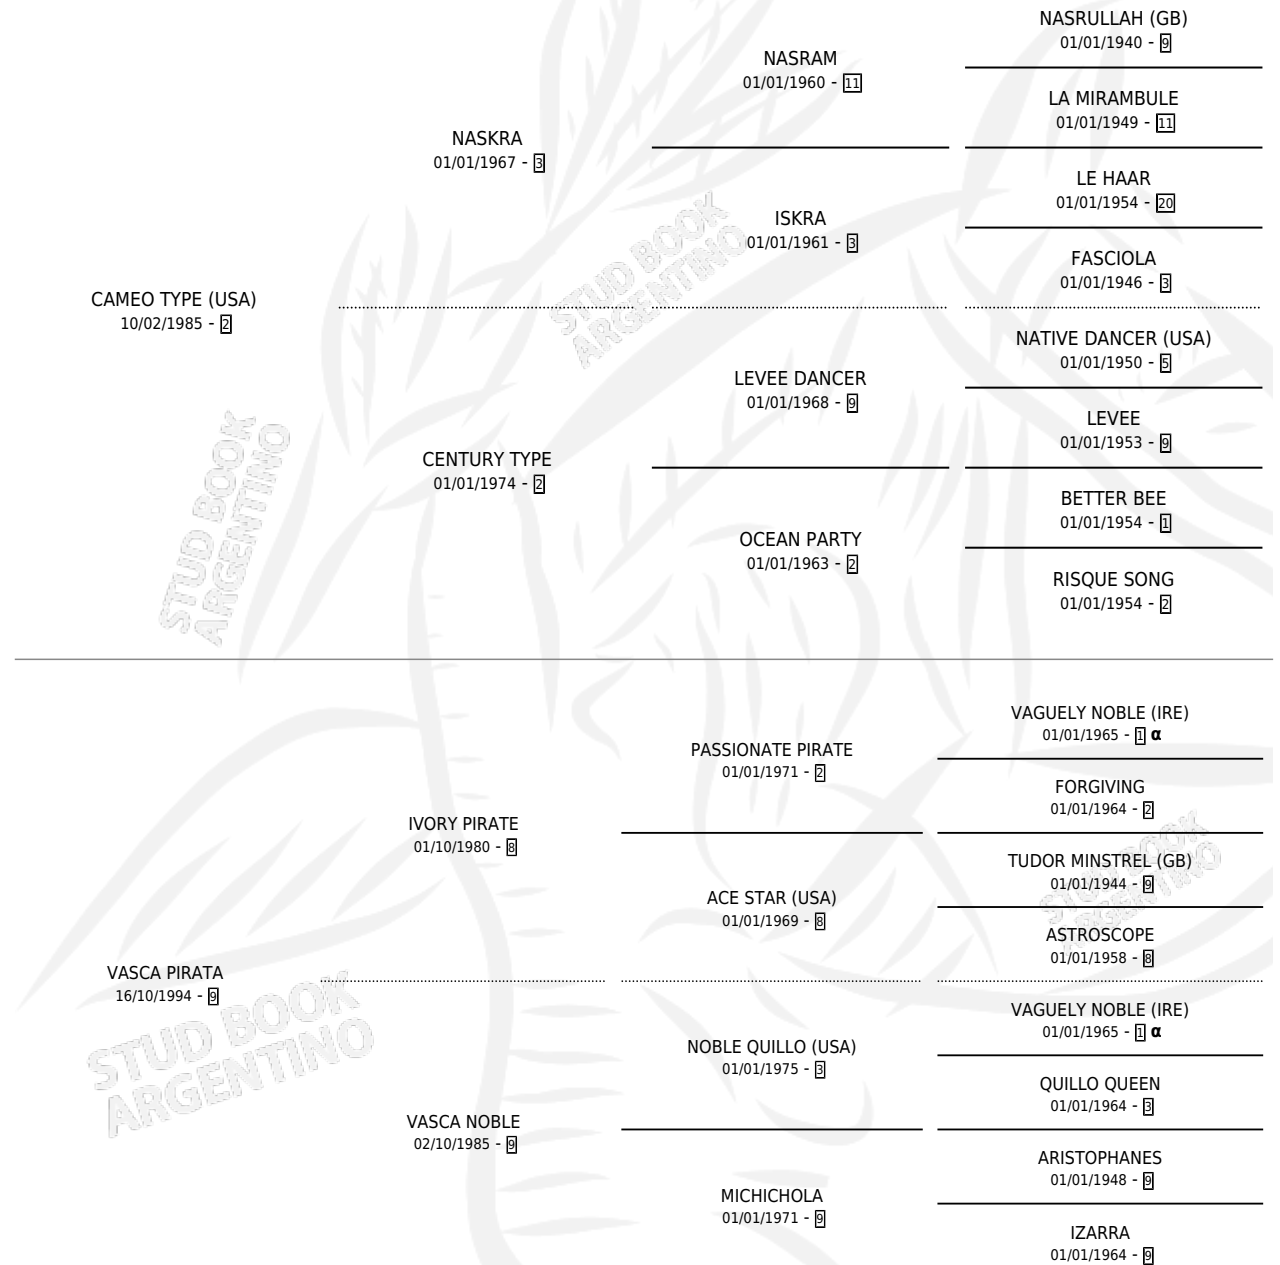 NASRULLAH (GB)
01/01/1940 - 9
NASRAM
01/01/1960 - 11
LA MIRAMBULE
01/01/1949 - 11
NASKRA
01/01/1967 - 3
LE HAAR
01/01/1954 - 20
ISKRA
01/01/1961 - 3
FASCIOLA
01/01/1946 - 3
CAMEO TYPE (USA)
10/02/1985 - 2
NATIVE DANCER (USA)
01/01/1950 - 5
LEVEE DANCER
01/01/1968 - 9
LEVEE
01/01/1953 - 9
CENTURY TYPE
01/01/1974 - 2
BETTER BEE
01/01/1954 - 1
OCEAN PARTY
01/01/1963 - 2
RISQUE SONG
01/01/1954 - 2
VAGUELY NOBLE (IRE)
01/01/1965 - 1 α
PASSIONATE PIRATE
01/01/1971 - 2
FORGIVING
01/01/1964 - 2
IVORY PIRATE
01/10/1980 - 8
TUDOR MINSTREL (GB)
01/01/1944 - 9
ACE STAR (USA)
01/01/1969 - 8
ASTROSCOPE
01/01/1958 - 8
VASCA PIRATA
16/10/1994 - 9
VAGUELY NOBLE (IRE)
01/01/1965 - 1 α
NOBLE QUILLO (USA)
01/01/1975 - 3
QUILLO QUEEN
01/01/1964 - 3
VASCA NOBLE
02/10/1985 - 9
ARISTOPHANES
01/01/1948 - 9
MICHICHOLA
01/01/1971 - 9
IZARRA
01/01/1964 - 9
STUD BOOK
ARGENTINO
STUD BOOK
ARGENTINO
STUD BOOK
ARGENTINO
STUD BOOK
ARGENTINO